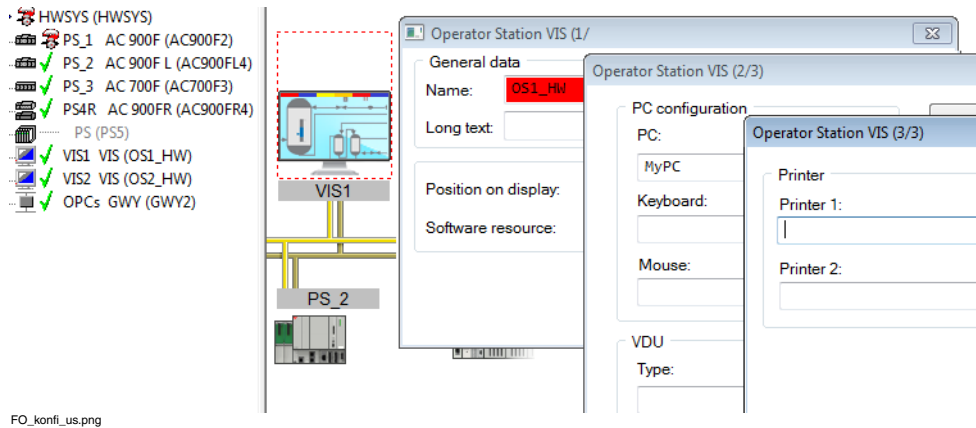 HWSYS (HWSYS)
PS_1 AC 900F (AC900F2)
PS_2 AC 900F L (AC900FL4)
PS_3 AC 700F (AC700F3)
PS4R AC 900FR (AC900FR4)
PS (PS5)
VIS1 VIS (OS1_HW)
VIS2 VIS (OS2_HW)
OPCs GWY (GWY2)
VIS1
PS_2
Operator Station VIS (1/
General data
Name: OS1_HW
Long text:
Position on display:
Software resource:
Operator Station VIS (2/3)
PC configuration
PC:
MyPC
Keyboard:
Mouse:
VDU
Type:
Operator Station VIS (3/3)
Printer
Printer 1:
Printer 2:
FO_konfi_us.png